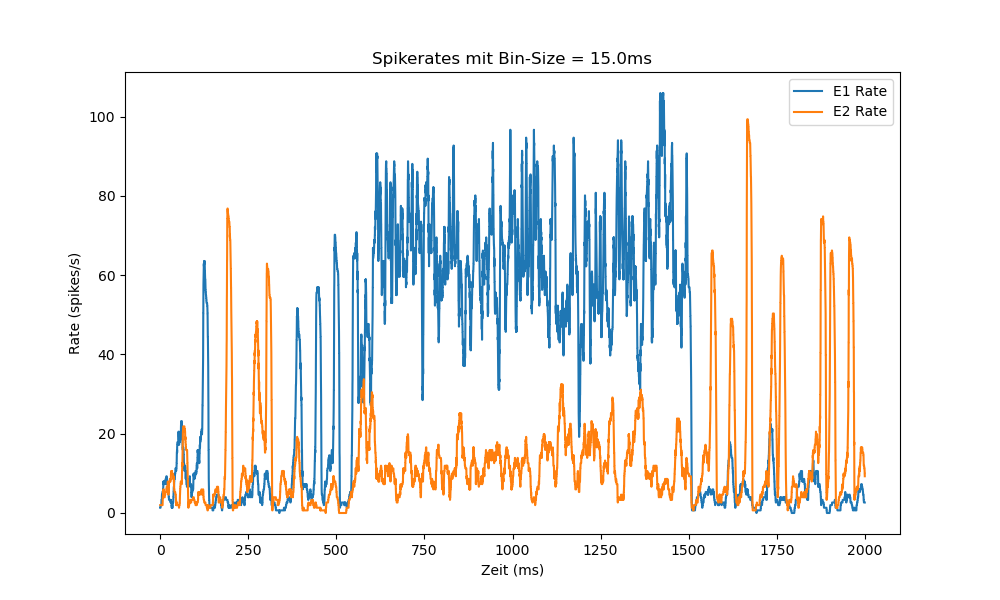 Spikerates mit Bin-Size = 15.0ms
E1 Rate
E2 Rate
100
80
60
40
20
0
Rate (spikes/s)
0 250 500 750 1000 1250 1500 1750 2000
Zeit (ms)